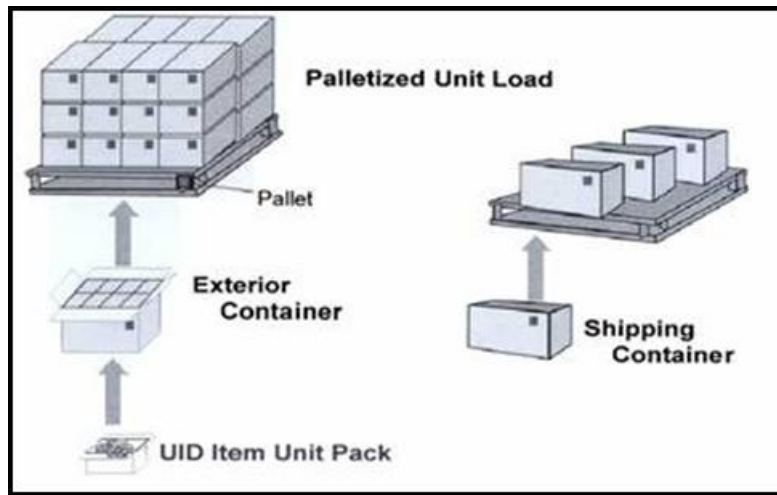 Palletized Unit Load
Pallet
Exterior
Container
Shipping
Container
UID Item Unit Pack